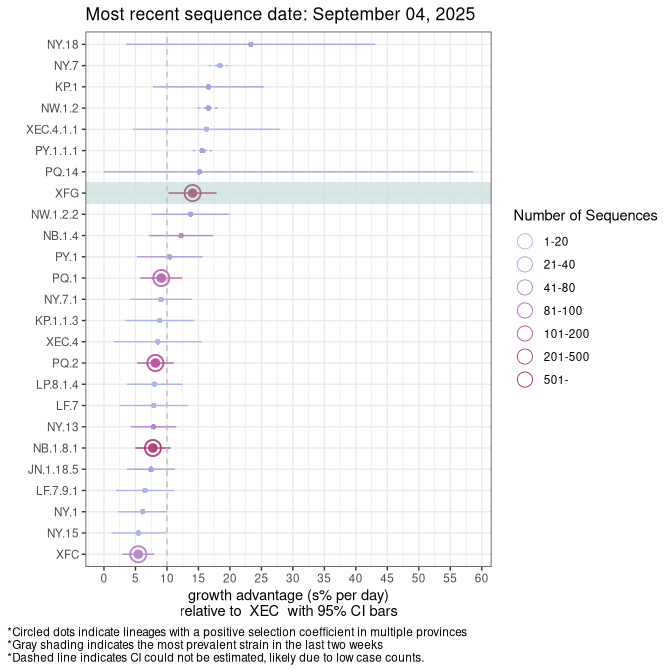 Most recent sequence date: September 04, 2025
NY.18
NY.7
KP.1
NW.1.2
XEC.4.1.1
PY.1.1.1
PQ.14
XFG
NW.1.2.2
NB.1.4
PY.1
PQ.1
NY.7.1
KP.1.1.3
XEC.4
PQ.2
LP.8.1.4
LF.7
NY.13
NB.1.8.1
JN.1.18.5
LF.7.9.1
NY.1
NY.15
XFC
0 5 10 15 20 25 30 35 40 45 50 55 60
growth advantage (s% per day)
relative to XEC with 95% CI bars
Number of Sequences
1-20
21-40
41-80
81-100
101-200
201-500
501-
*Circled dots indicate lineages with a positive selection coefficient in multiple provinces
*Gray shading indicates the most prevalent strain in the last two weeks
*Dashed line indicates CI could not be estimated, likely due to low case counts.